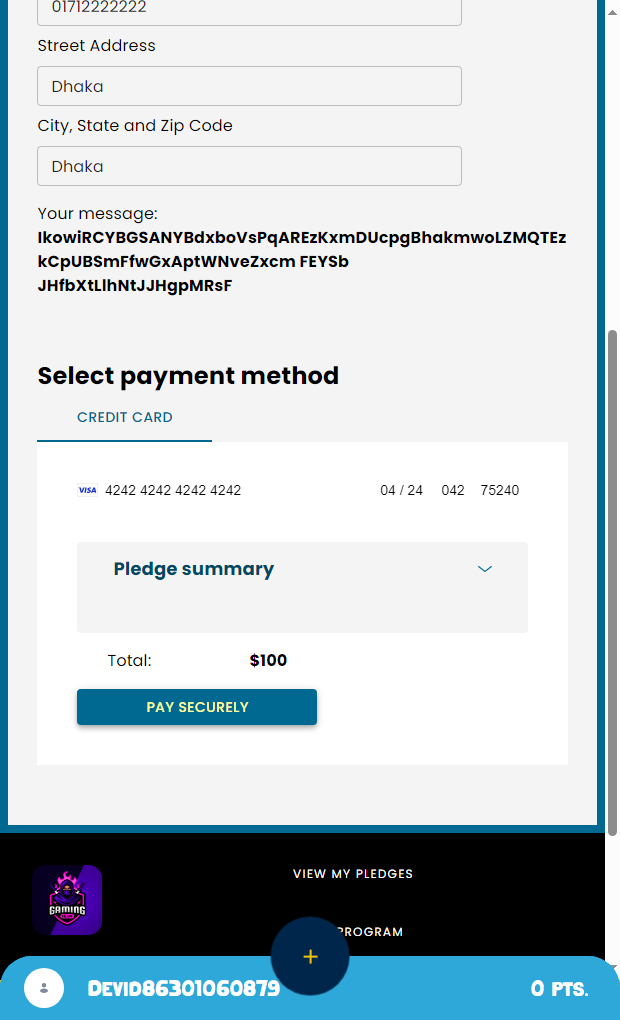 01712222222
Street Address
Dhaka
City, State and Zip Code
Dhaka
Your message:
IkowiRCYBGSANYBdxboVsPqAREzKxmDUcpgBhakmwoLZMQTEz
kCpUBSmFfwGxAptWNveZxcm FEYSb
JHfbXtLlhNtJJHgpMRsF
Select payment method
CREDIT CARD
VISA 4242 4242 4242 4242 04 / 24 042 75240
Pledge summary
Total: $100
PAY SECURELY
VIEW MY PLEDGES
GAMING
PROGRAM
+
Devid86301060879 0 PTS.